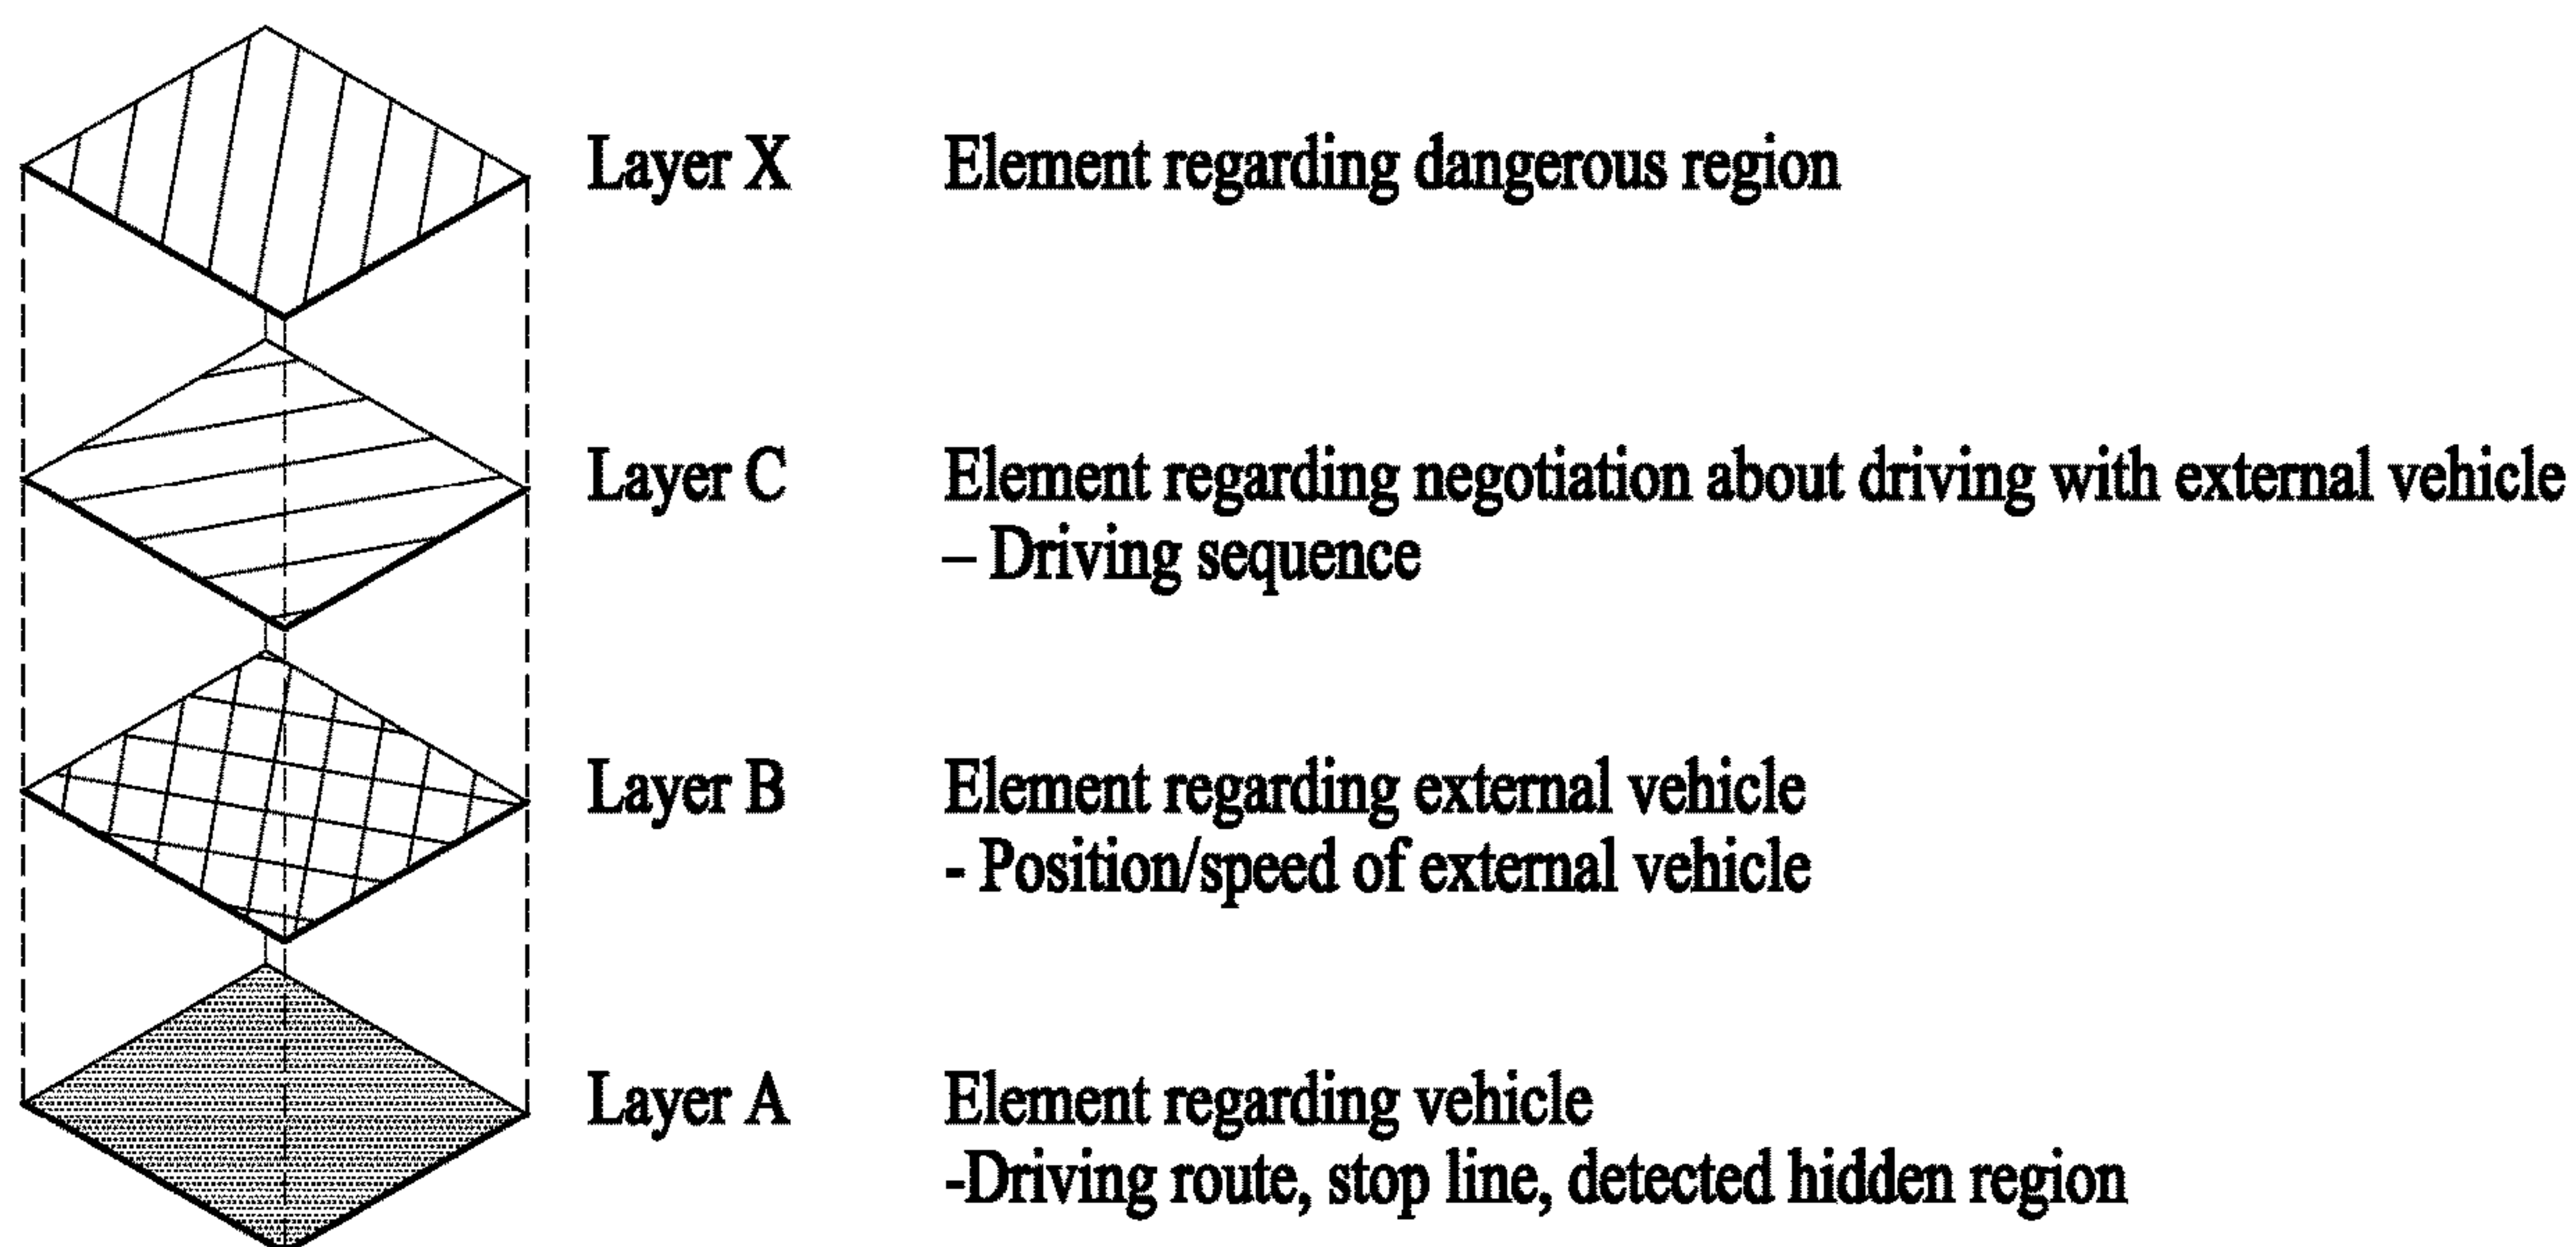 Layer X Element regarding dangerous region
Layer C Element regarding negotiation about driving with external vehicle
– Driving sequence
Layer B Element regarding external vehicle
- Position/speed of external vehicle
Layer A Element regarding vehicle
-Driving route, stop line, detected hidden region